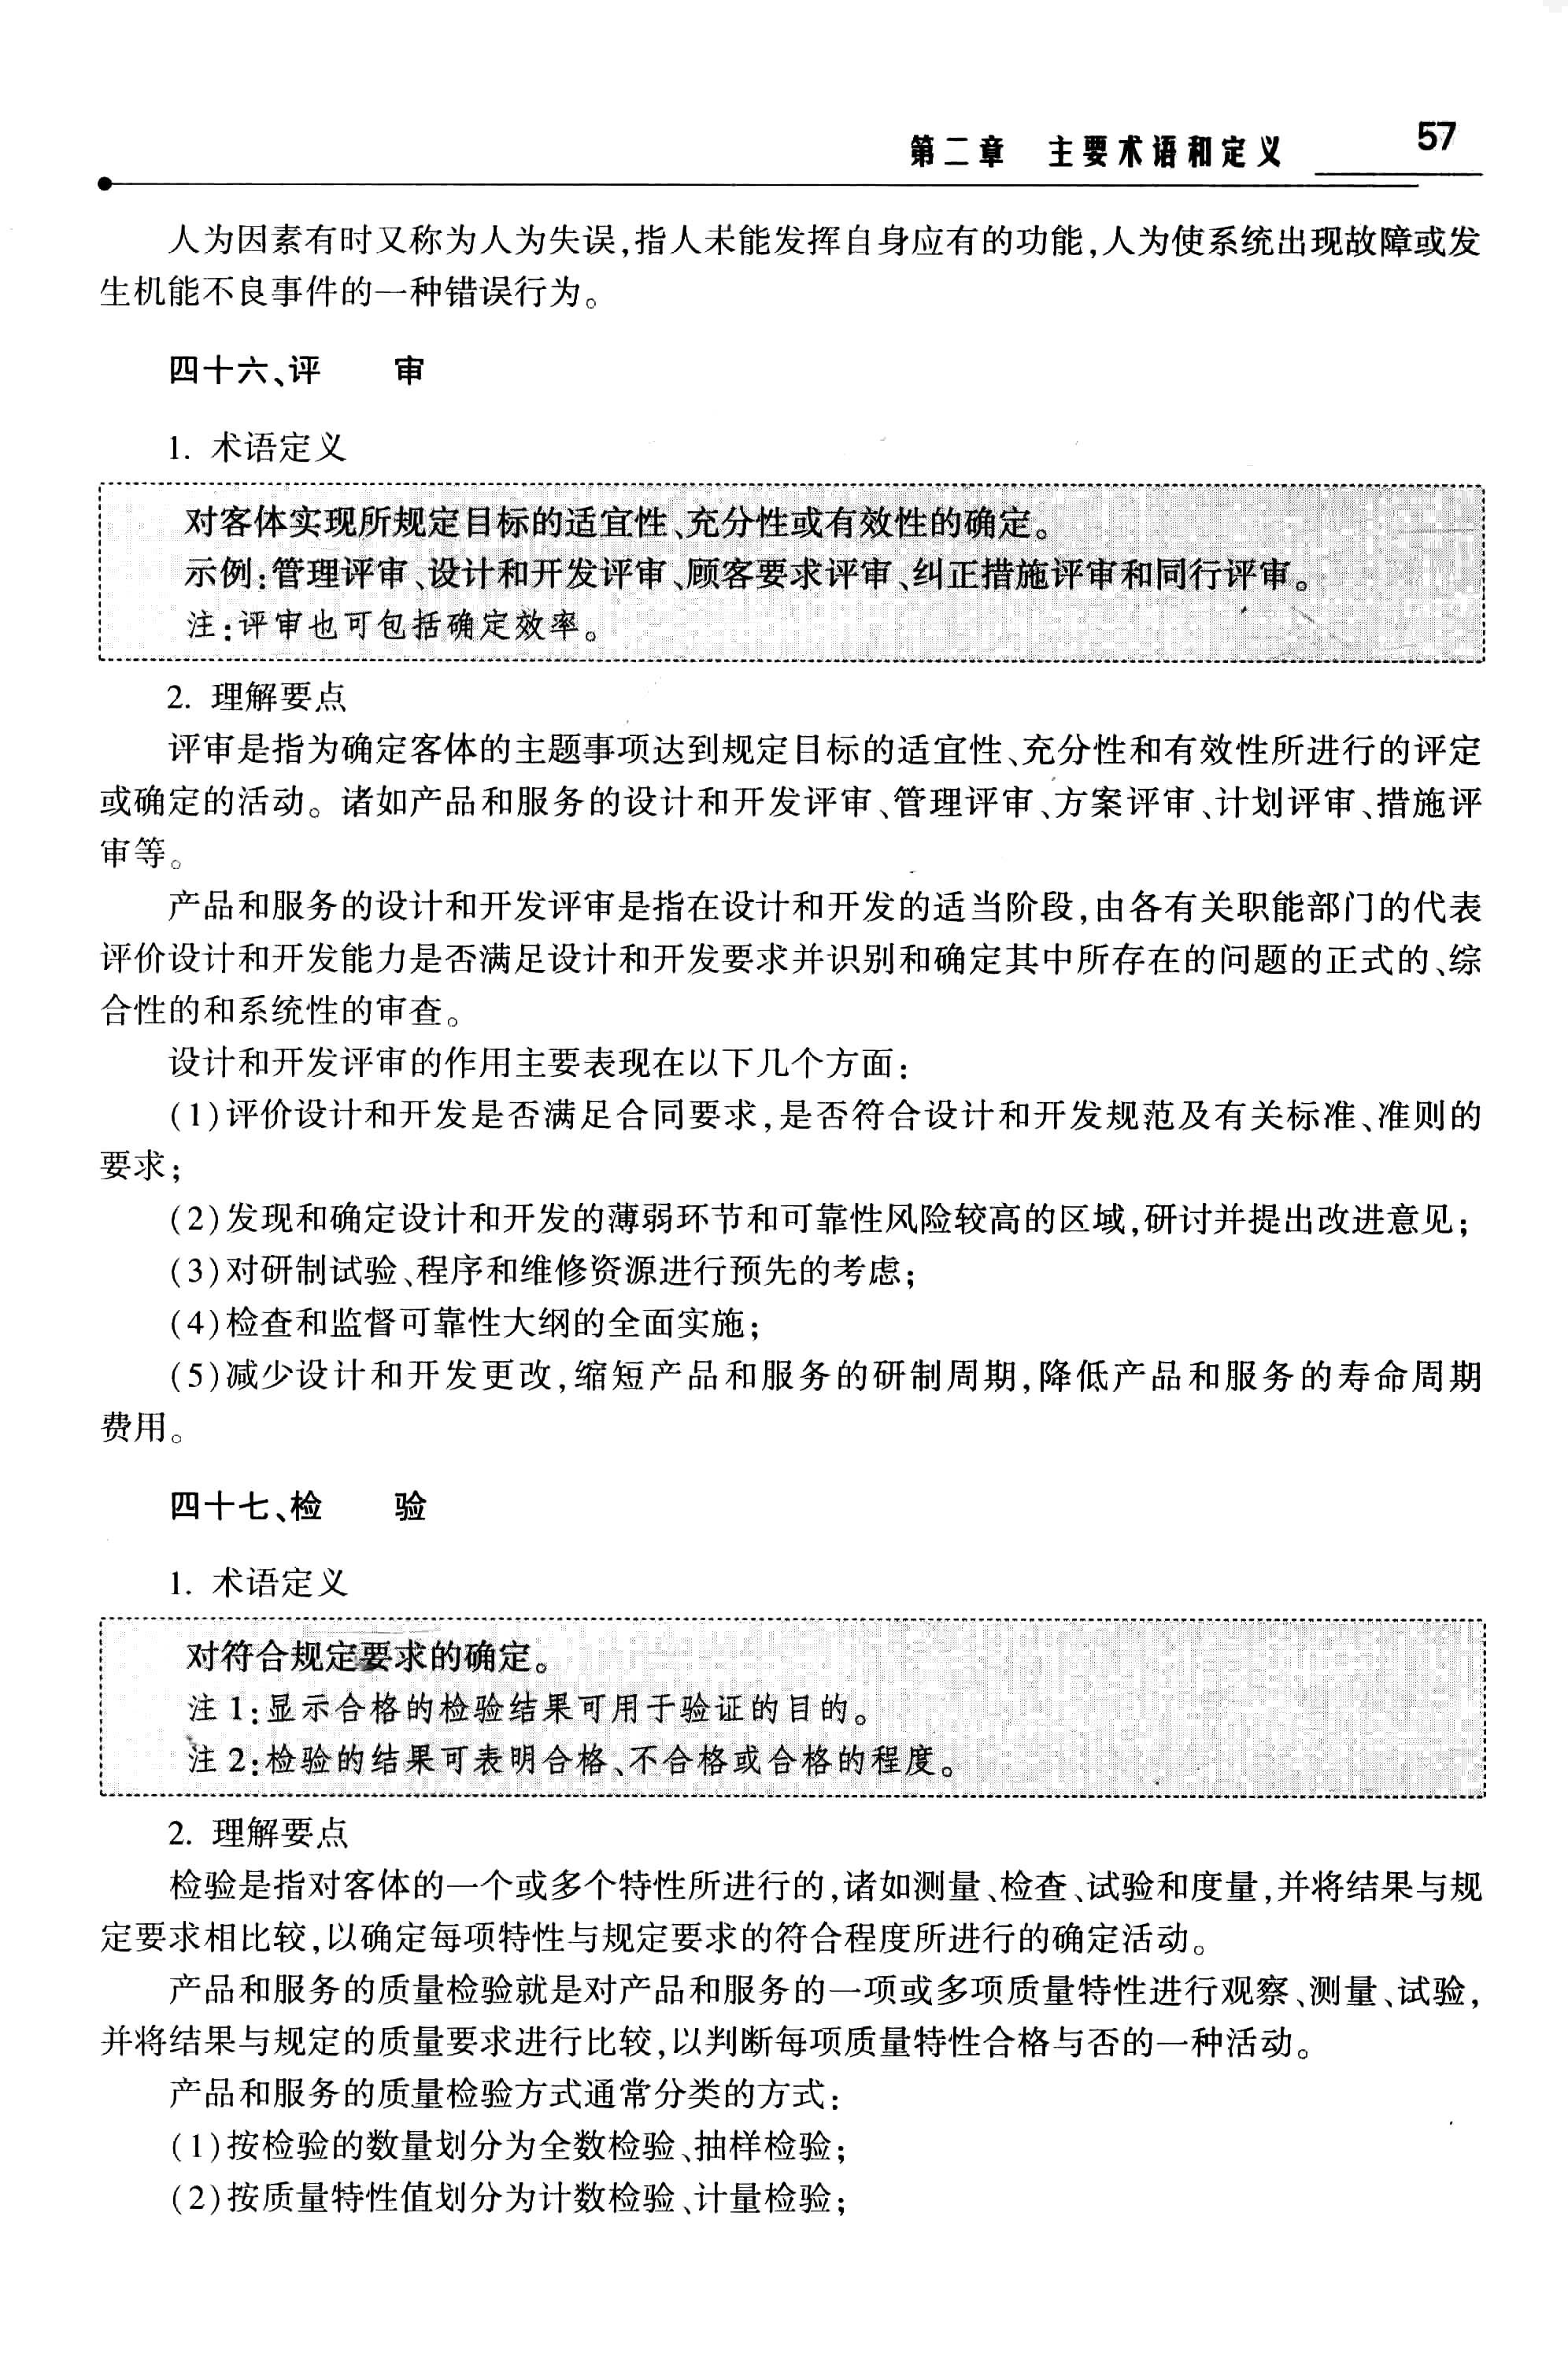 第二章 主要术语和定义 57
人为因素有时又称为人为失误,指人未能发挥自身应有的功能,人为使系统出现故障或发
生机能不良事件的一种错误行为。
四十六、评 审
1. 术语定义
对客体实现所规定目标的适宜性、充分性或有效性的确定。
示例:管理评审、设计和开发评审、顾客要求评审、纠正措施评审和同行评审。
注:评审也可包括确定效率。
2. 理解要点
评审是指为确定客体的主题事项达到规定目标的适宜性、充分性和有效性所进行的评定
或确定的活动。诸如产品和服务的设计和开发评审、管理评审、方案评审、计划评审、措施评
审等。
产品和服务的设计和开发评审是指在设计和开发的适当阶段,由各有关职能部门的代表
评价设计和开发能力是否满足设计和开发要求并识别和确定其中所存在的问题的正式的、综
合性的和系统性的审查。
设计和开发评审的作用主要表现在以下几个方面:
(1)评价设计和开发是否满足合同要求,是否符合设计和开发规范及有关标准、准则的
要求;
(2)发现和确定设计和开发的薄弱环节和可靠性风险较高的区域,研讨并提出改进意见;
(3)对研制试验、程序和维修资源进行预先的考虑;
(4)检查和监督可靠性大纲的全面实施;
(5)减少设计和开发更改,缩短产品和服务的研制周期,降低产品和服务的寿命周期
费用。
四十七、检 验
1. 术语定义
对符合规定要求的确定。
注 1:显示合格的检验结果可用于验证的目的。
注 2:检验的结果可表明合格、不合格或合格的程度。
2. 理解要点
检验是指对客体的一个或多个特性所进行的,诸如测量、检查、试验和度量,并将结果与规
定要求相比较,以确定每项特性与规定要求的符合程度所进行的确定活动。
产品和服务的质量检验就是对产品和服务的一项或多项质量特性进行观察、测量、试验,
并将结果与规定的质量要求进行比较,以判断每项质量特性合格与否的一种活动。
产品和服务的质量检验方式通常分类的方式:
(1)按检验的数量划分为全数检验、抽样检验;
(2)按质量特性值划分为计数检验、计量检验;